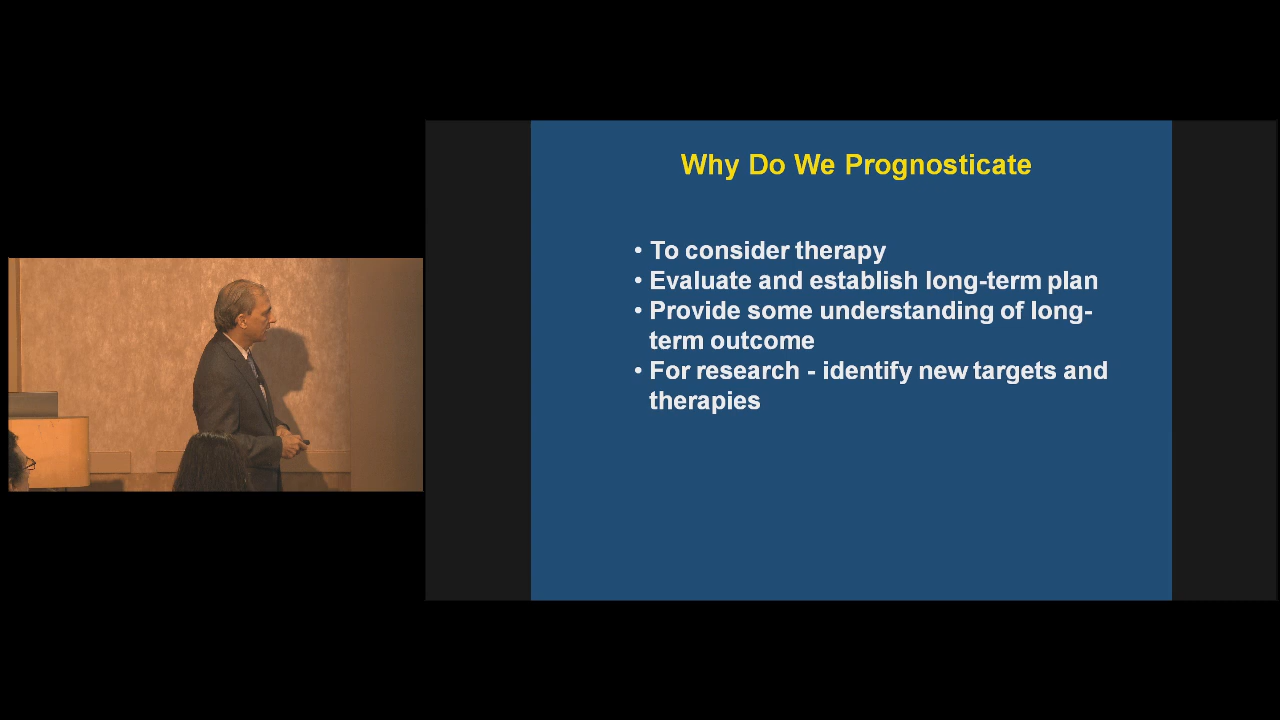 Why Do We Prognosticate
• To consider therapy
• Evaluate and establish long-term plan
• Provide some understanding of long-
term outcome
• For research - identify new targets and
therapies